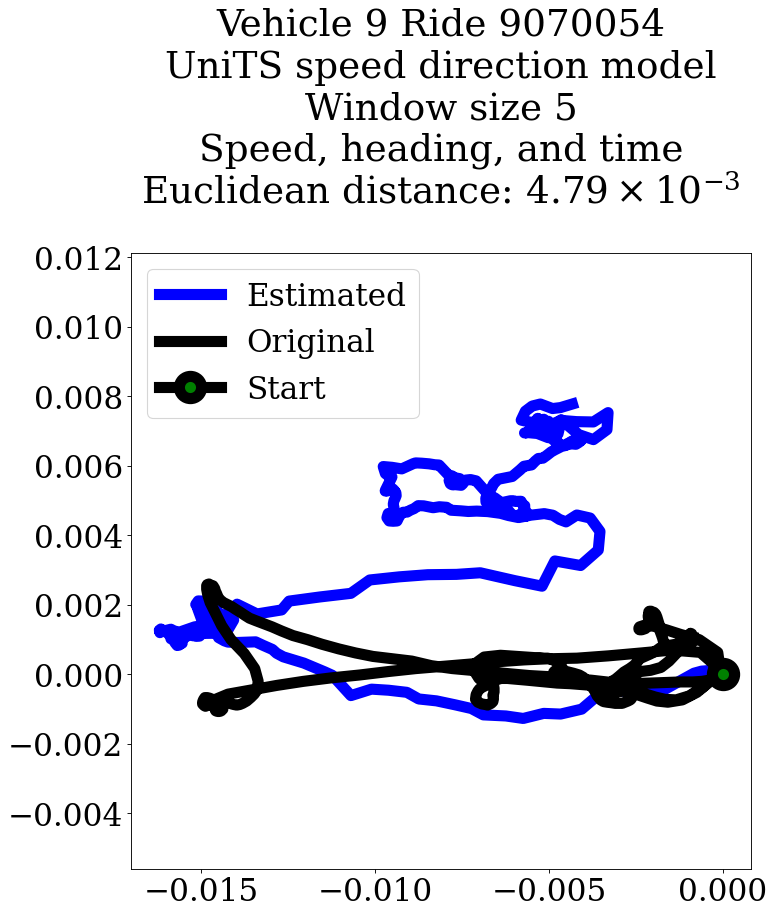 Vehicle 9 Ride 9070054
UniTS speed direction model
Window size 5
Speed, heading, and time
Euclidean distance: 4.79 × 10⁻³
0.012
Estimated
0.010
Original
0.008
Start
0.006
0.004
0.002
0.000
−0.002
−0.004
−0.015 −0.010 −0.005 0.000